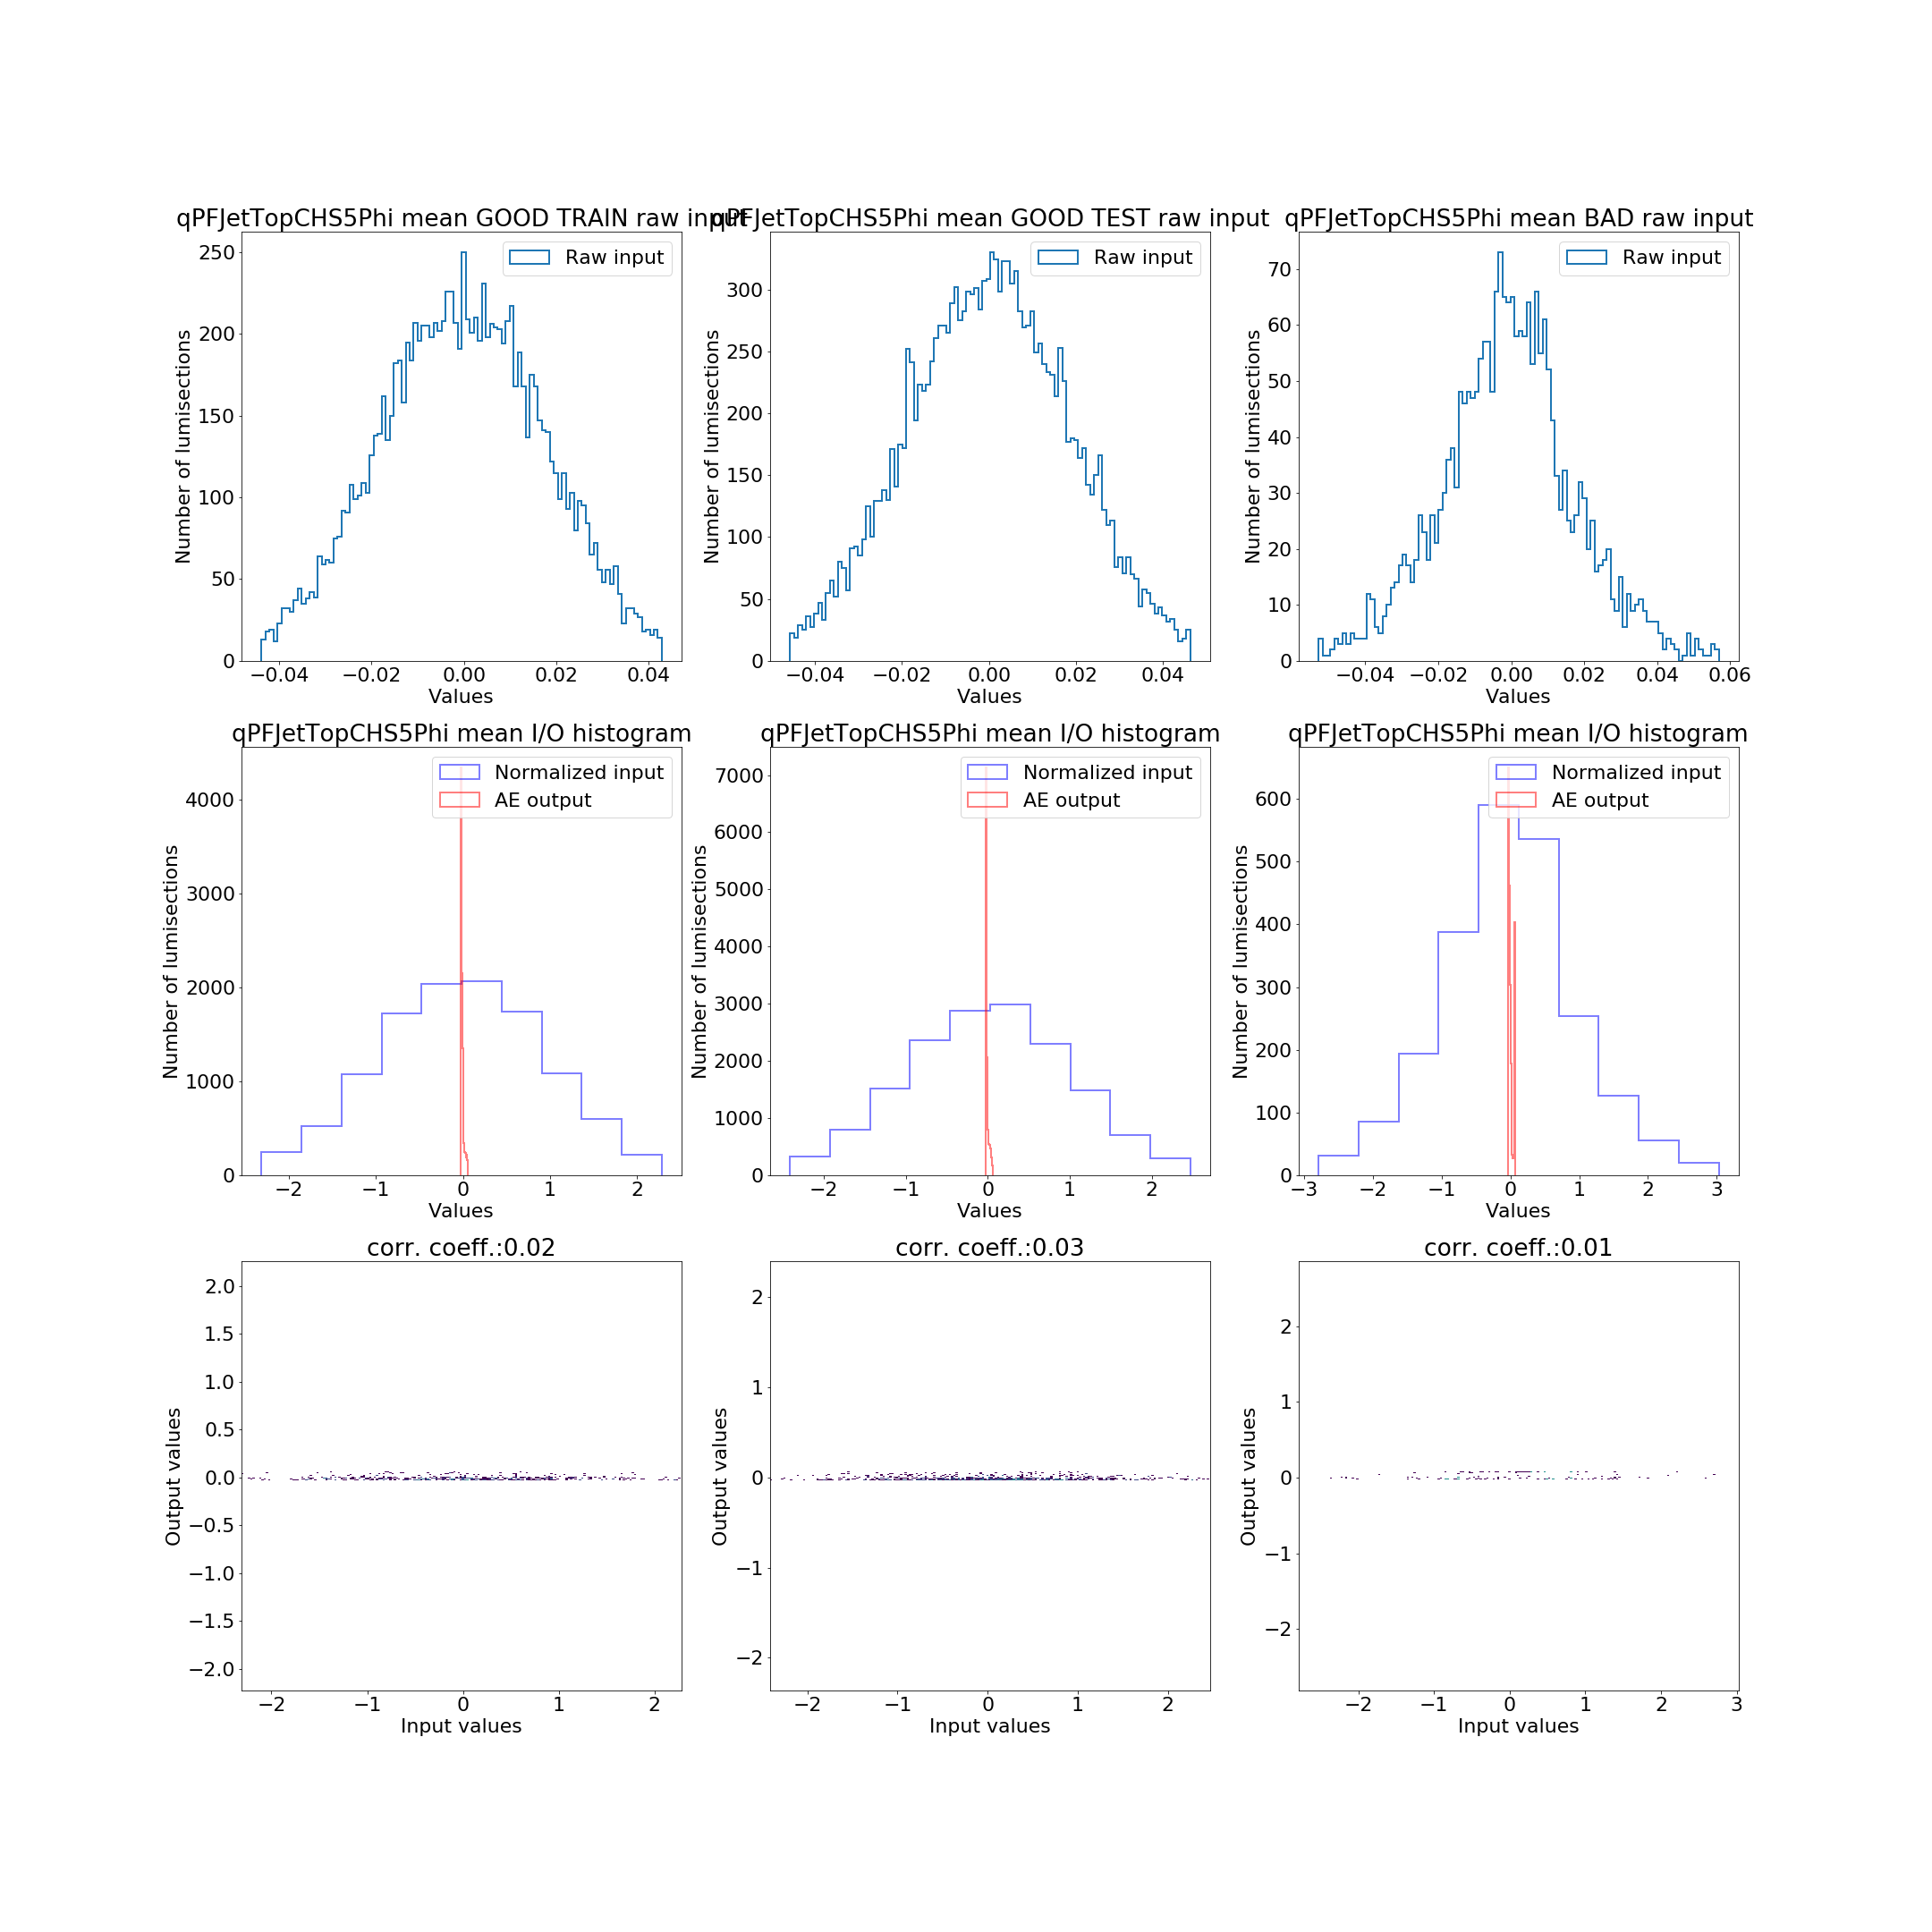 qPFJetTopCHS5Phi mean GOOD TRAIN raw input
250
200
150
100
50
0
Number of lumisections
Raw input
−0.04 −0.02 0.00 0.02 0.04
Values
qPFJetTopCHS5Phi mean GOOD TEST raw input
300
250
200
150
100
50
0
Number of lumisections
Raw input
−0.04 −0.02 0.00 0.02 0.04
Values
qPFJetTopCHS5Phi mean BAD raw input
70
60
50
40
30
20
10
0
Number of lumisections
Raw input
−0.04 −0.02 0.00 0.02 0.04 0.06
Values
qPFJetTopCHS5Phi mean I/O histogram
4000
3000
2000
1000
0
Number of lumisections
Normalized input
AE output
−2 −1 0 1 2
Values
qPFJetTopCHS5Phi mean I/O histogram
7000
6000
5000
4000
3000
2000
1000
0
Number of lumisections
Normalized input
AE output
−2 −1 0 1 2
Values
qPFJetTopCHS5Phi mean I/O histogram
600
500
400
300
200
100
0
Number of lumisections
Normalized input
AE output
−3 −2 −1 0 1 2 3
Values
corr. coeff.:0.02
2.0
1.5
1.0
0.5
0.0
−0.5
−1.0
−1.5
−2.0
Output values
−2 −1 0 1 2
Input values
corr. coeff.:0.03
2
1
0
−1
−2
Output values
−2 −1 0 1 2
Input values
corr. coeff.:0.01
2
1
0
−1
−2
Output values
−2 −1 0 1 2 3
Input values